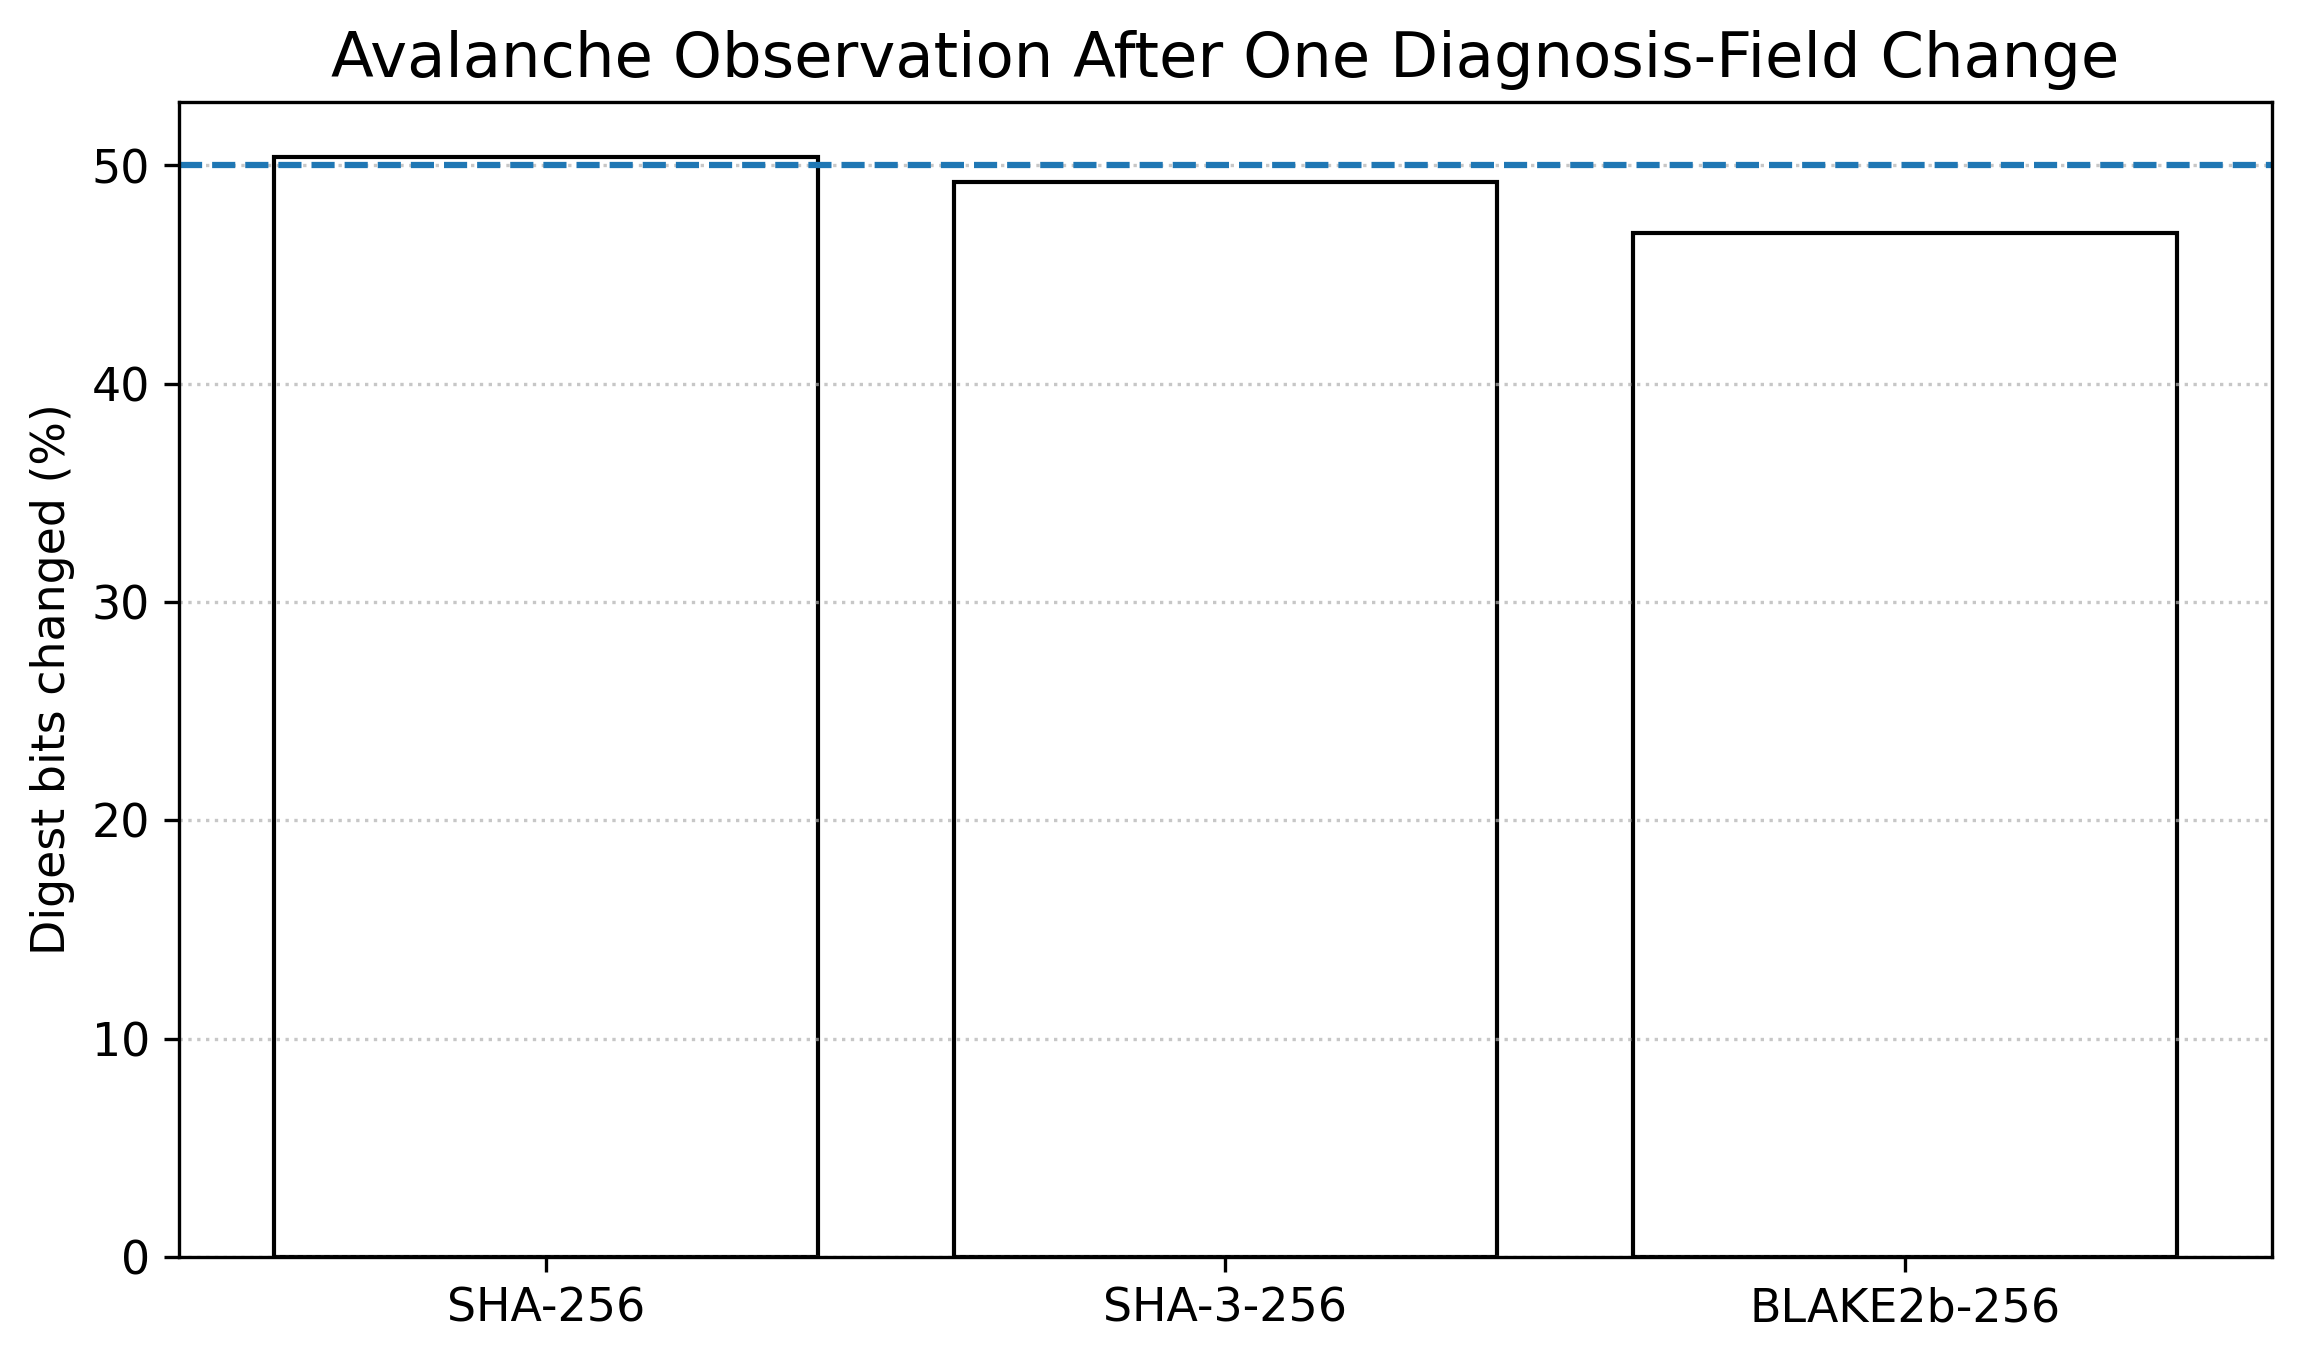 Avalanche Observation After One Diagnosis-Field Change
Digest bits changed (%)
50
40
30
20
10
0
SHA-256
SHA-3-256
BLAKE2b-256